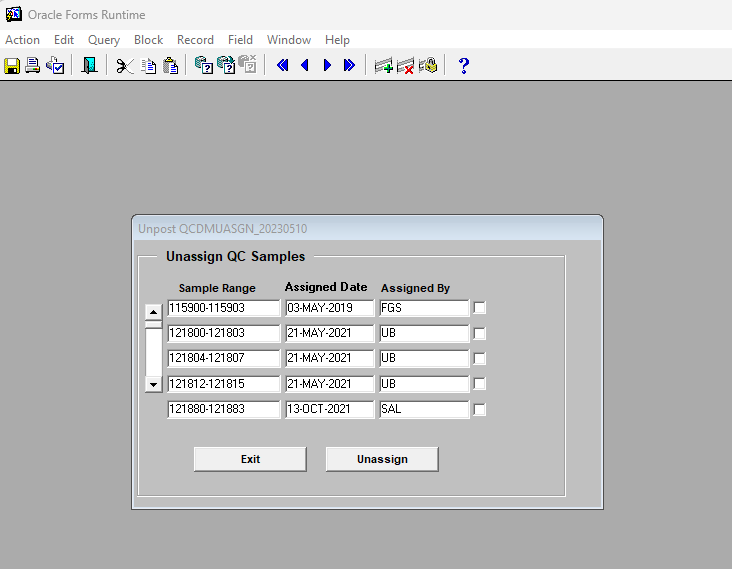 Oracle Forms Runtime
Action Edit Query Block Record Field Window Help
Unpost QCDMUASGN_20230510
Unassign QC Samples
Sample Range Assigned Date Assigned By
115900-115903 03-MAY-2019 FGS
121800-121803 21-MAY-2021 UB
121804-121807 21-MAY-2021 UB
121812-121815 21-MAY-2021 UB
121880-121883 13-OCT-2021 SAL
Exit Unassign